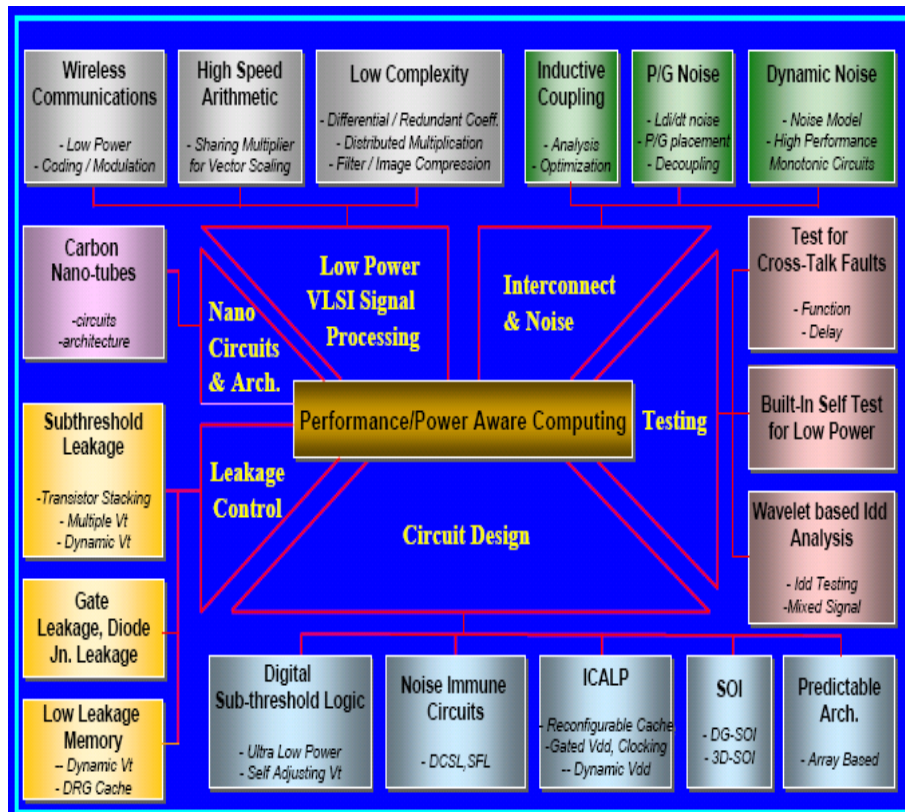 Wireless
Communications
- Low Power
- Coding / Modulation
High Speed
Arithmetic
- Sharing Multiplier
for Vector Scaling
Low Complexity
- Differential / Redundant Coeff.
- Distributed Multiplication
- Filter / Image Compression
Inductive
Coupling
- Analysis
- Optimization
P/G Noise
- Ldi/dt noise
- P/G placement
- Decoupling
Dynamic Noise
- Noise Model
- High Performance
Monotonic Circuits
Carbon
Nano-tubes
-circuits
-architecture
Nano
Circuits
& Arch.
Low Power
VLSI Signal
Processing
Interconnect
& Noise
Test for
Cross-Talk Faults
- Function
- Delay
Performance/Power Aware Computing
Testing
Built-In Self Test
for Low Power
Subthreshold
Leakage
-Transistor Stacking
- Multiple Vt
- Dynamic Vt
Leakage
Control
Circuit Design
Wavelet based Idd
Analysis
- Idd Testing
-Mixed Signal
Gate
Leakage, Diode
Jn. Leakage
Low Leakage
Memory
-- Dynamic Vt
- DRG Cache
Digital
Sub-threshold Logic
- Ultra Low Power
- Self Adjusting Vt
Noise Immune
Circuits
- DCSL,SFL
ICALP
- Reconfigurable Cache,
-Gated Vdd, Clocking
-- Dynamic Vdd
SOI
- DG-SOI
- 3D-SOI
Predictable
Arch.
- Array Based